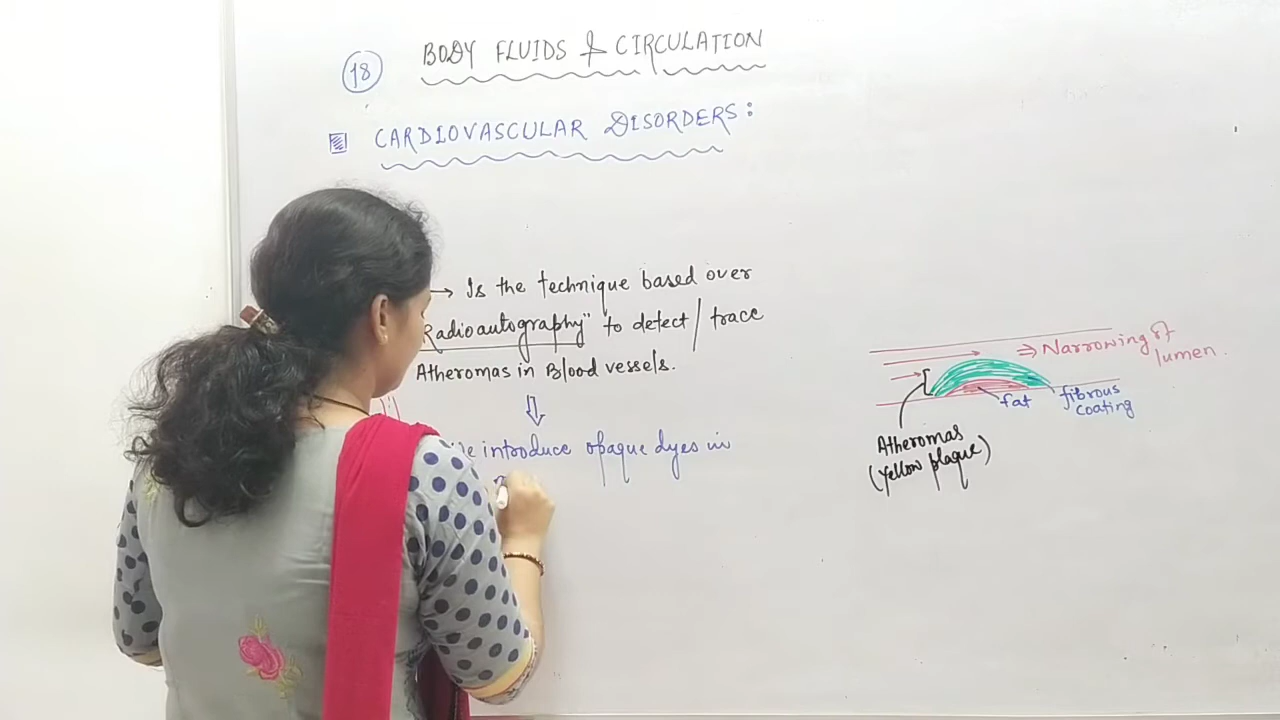 18
BODY FLUIDS & CIRCULATION
CARDIOVASCULAR DISORDERS:
→ Is the technique based over
Radioautography" to detect/trace
Atheromas in Blood vessels.
introduce opaque dyes in
⇒ Narrowing of
lumen.
fat
fibrous
coating
Atheromas
(Yellow plaque)